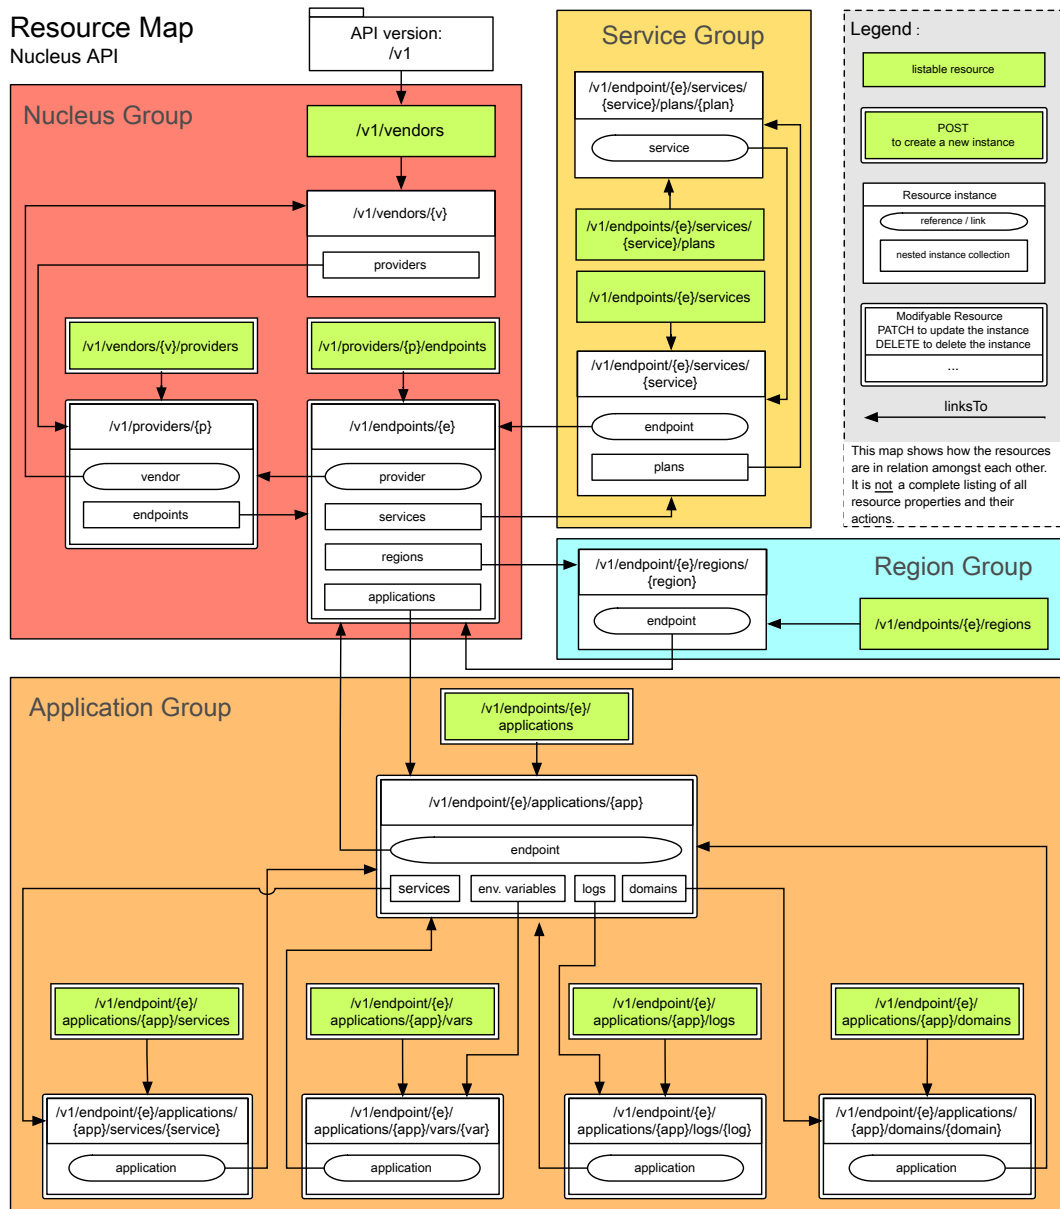 Resource Map
Nucleus API
API version:
/v1
Nucleus Group
/v1/vendors
/v1/vendors/{v}
providers
/v1/vendors/{v}/providers
/v1/providers/{p}/endpoints
/v1/providers/{p}
vendor
endpoints
/v1/endpoints/{e}
provider
services
regions
applications
Service Group
/v1/endpoint/{e}/services/
{service}/plans/{plan}
service
/v1/endpoints/{e}/services/
{service}/plans
/v1/endpoints/{e}/services
/v1/endpoint/{e}/services/
{service}
endpoint
plans
Legend :
listable resource
POST
to create a new instance
Resource instance
reference / link
nested instance collection
Modifyable Resource
PATCH to update the instance
DELETE to delete the instance
...
linksTo
This map shows how the resources
are in relation amongst each other.
It is not a complete listing of all
resource properties and their
actions.
Region Group
/v1/endpoint/{e}/regions/
{region}
endpoint
/v1/endpoints/{e}/regions
Application Group
/v1/endpoints/{e}/
applications
/v1/endpoint/{e}/applications/{app}
endpoint
services
env. variables
logs
domains
/v1/endpoint/{e}/
applications/{app}/services
/v1/endpoint/{e}/
applications/{app}/vars
/v1/endpoint/{e}/
applications/{app}/logs
/v1/endpoint/{e}/
applications/{app}/domains
/v1/endpoint/{e}/applications/
{app}/services/{service}
application
/v1/endpoint/{e}/
applications/{app}/vars/{var}
application
/v1/endpoint/{e}/
applications/{app}/logs/{log}
application
/v1/endpoint/{e}/applications/
{app}/domains/{domain}
application